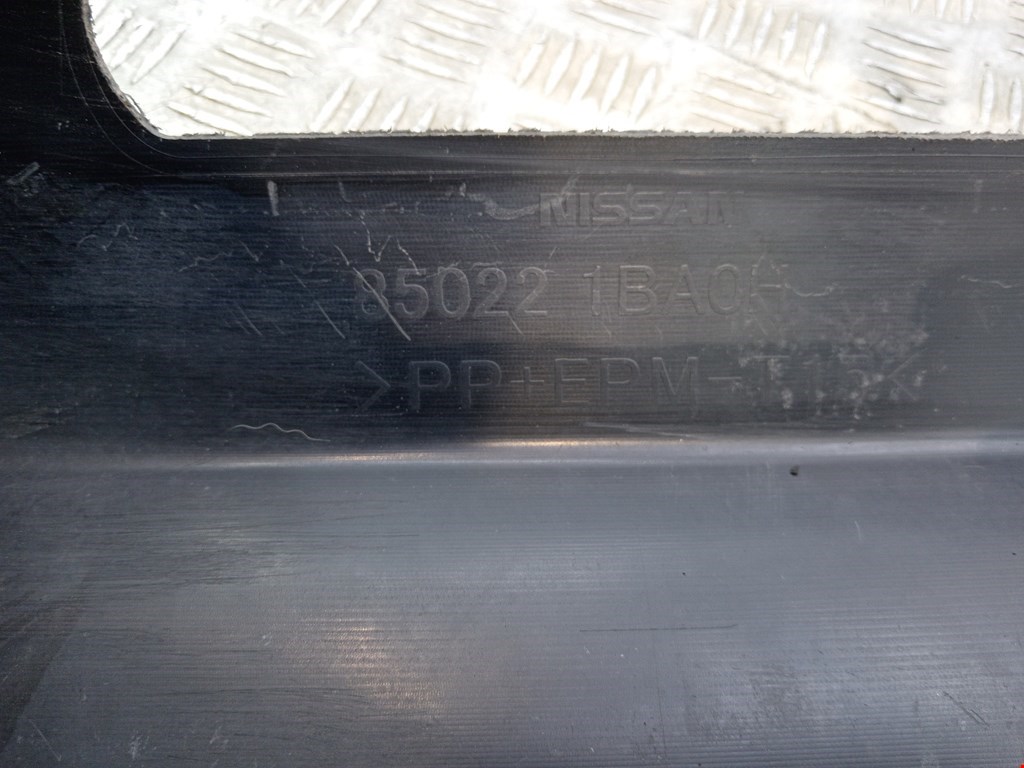 NISSAN
85022 1BA0H
>PP+EPM-T15<